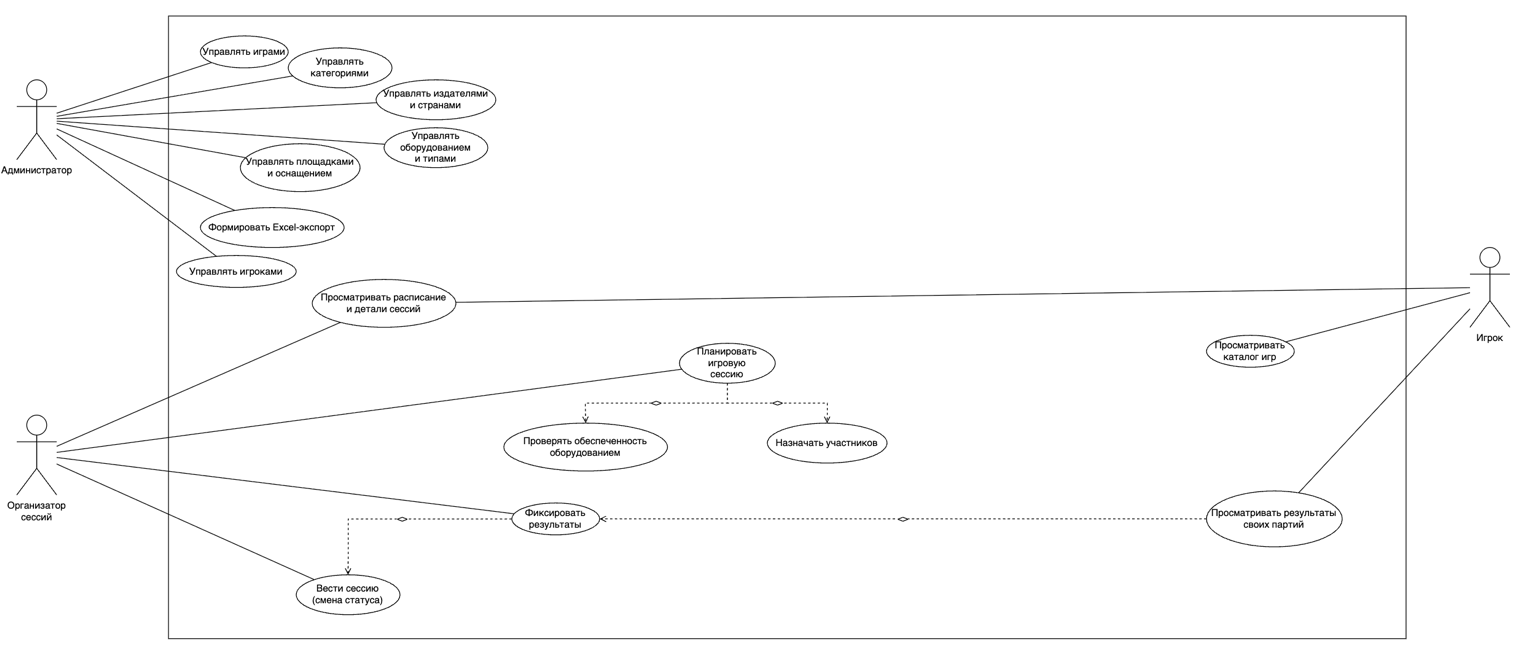 Управлять играми
Управлять
категориями
Управлять издателями
и странами
Управлять
оборудованием
и типами
Управлять площадками
и оснащением
Администратор
Формировать Excel-экспорт
Управлять игроками
Просматривать расписание
и детали сессий
Игрок
Просматривать
каталог игр
Планировать
игровую
сессию
Проверять обеспеченность
оборудованием
Назначать участников
Организатор
сессий
Фиксировать
результаты
Просматривать результаты
своих партий
Вести сессию
(смена статуса)